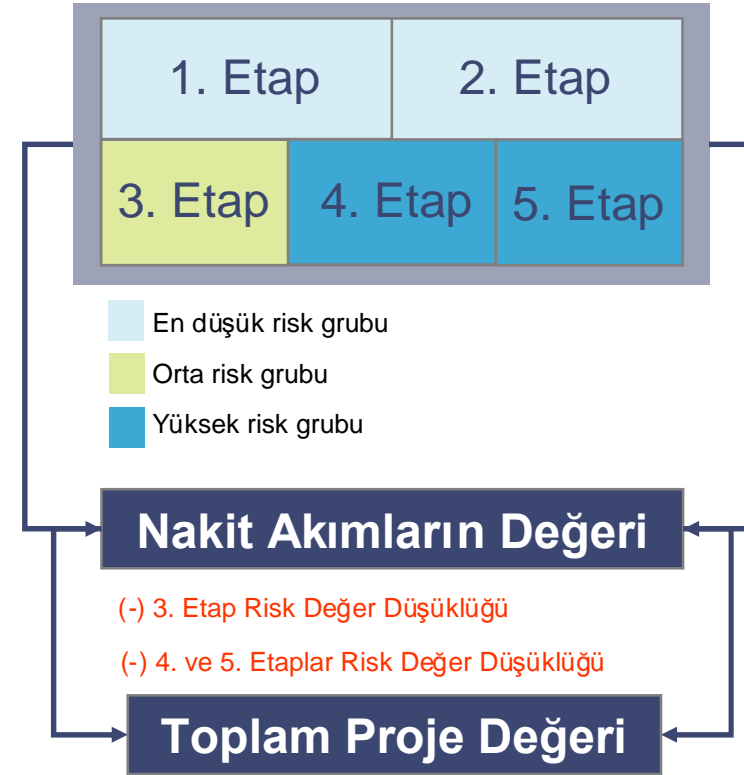 1. Etap
2. Etap
3. Etap
4. Etap
5. Etap
En düşük risk grubu
Orta risk grubu
Yüksek risk grubu
Nakit Akımların Değeri
(-) 3. Etap Risk Değer Düşüklüğü
(-) 4. ve 5. Etaplar Risk Değer Düşüklüğü
Toplam Proje Değeri